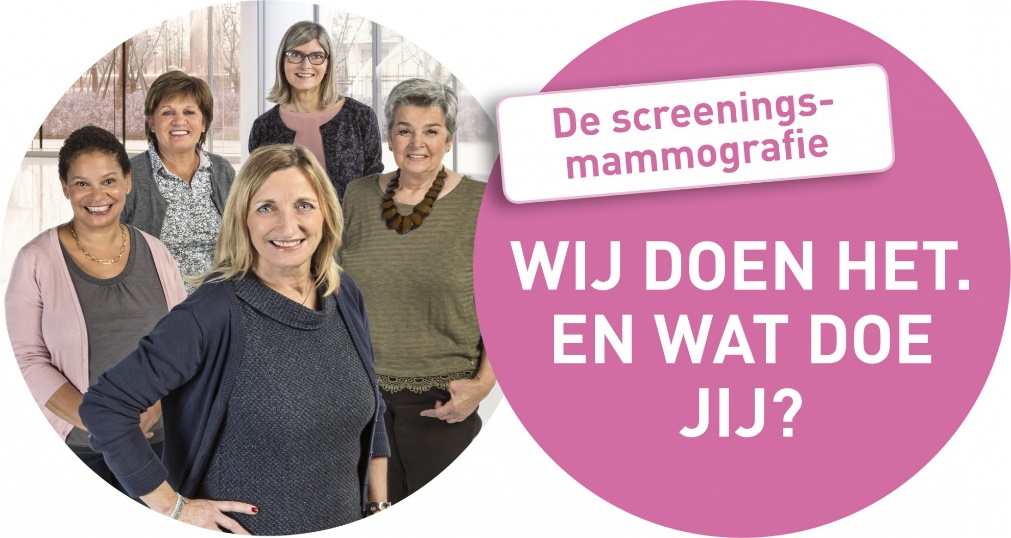 De screenings-
mammografie
WIJ DOEN HET.
EN WAT DOE
JIJ?